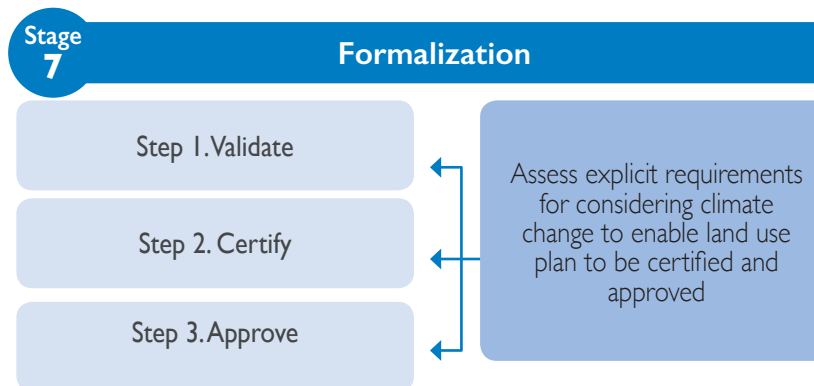 Stage
7
Formalization
Step 1. Validate
Step 2. Certify
Step 3. Approve
Assess explicit requirements
for considering climate
change to enable land use
plan to be certified and
approved